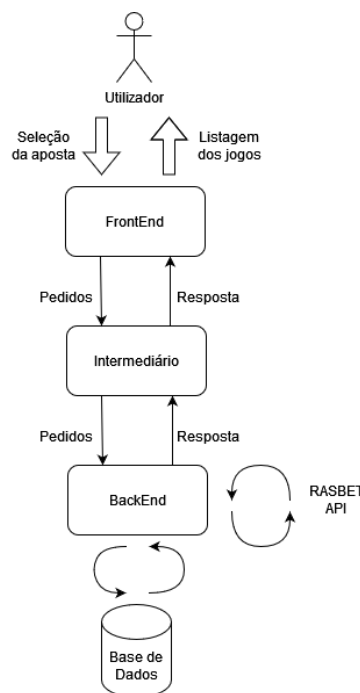 Utilizador
Seleção
da aposta
Listagem
dos jogos
FrontEnd
Pedidos
Resposta
Intermediário
Pedidos
Resposta
BackEnd
RASBET
API
Base de
Dados